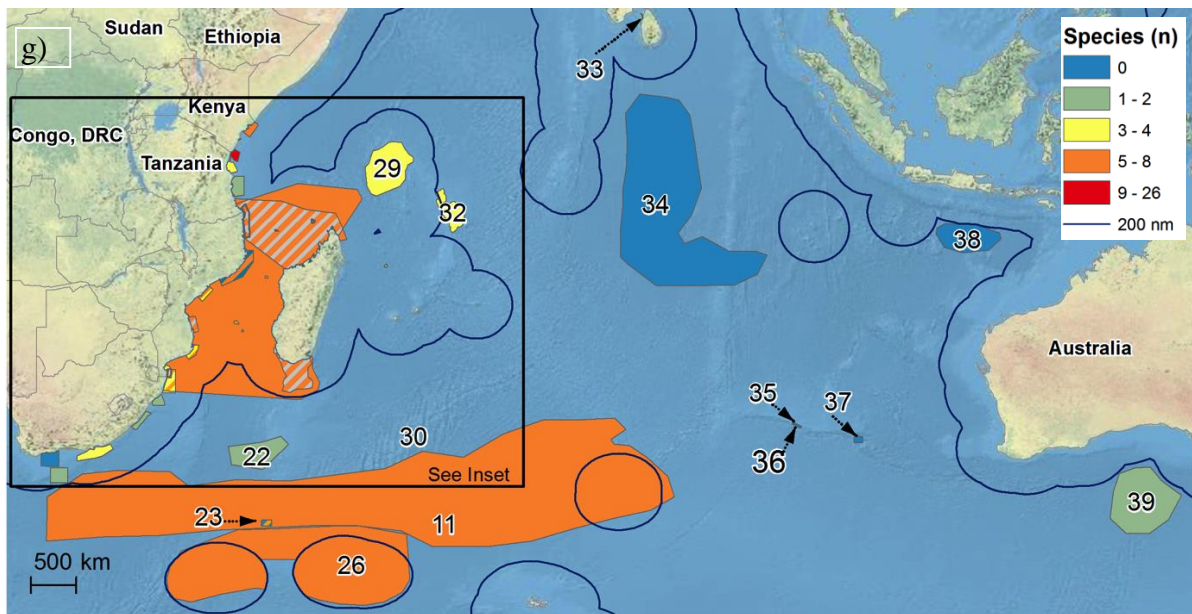 g)
Sudan
Ethiopia
33
Species (n)
0
1 - 2
3 - 4
5 - 8
9 - 26
200 nm
Kenya
Congo, DRC
Tanzania
29
32
34
38
Australia
35
37
36
30
22
See Inset
39
23
11
26
500 km